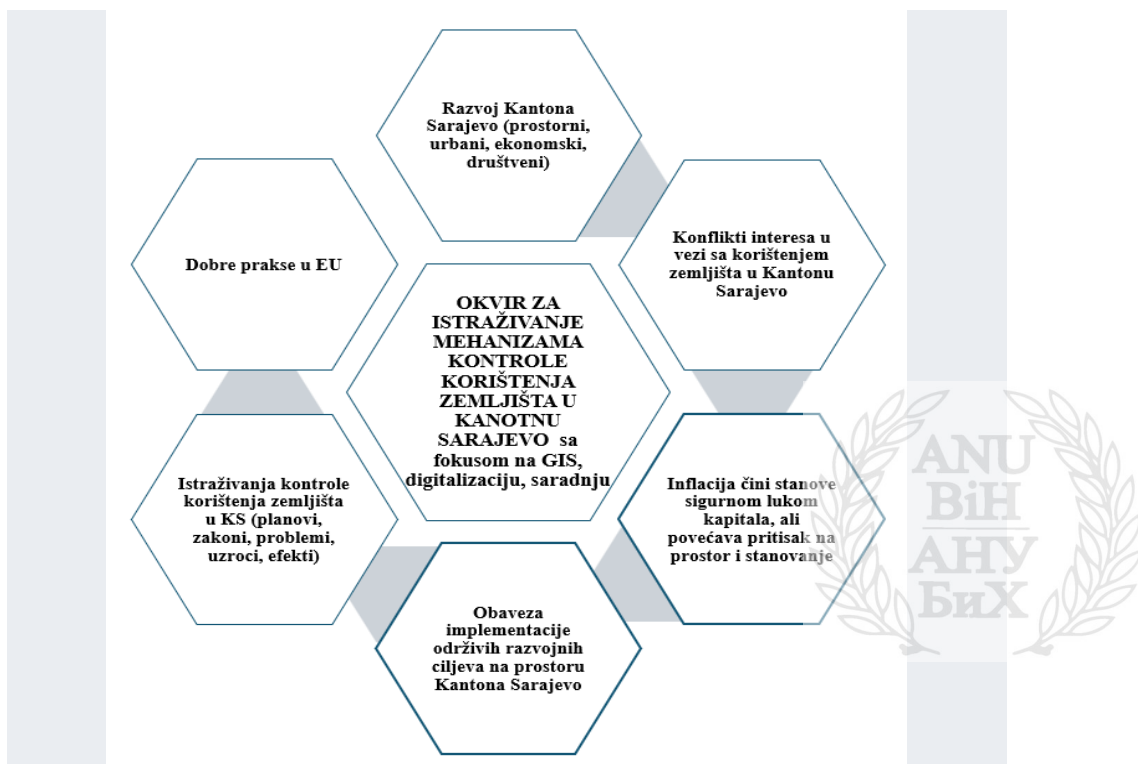 Razvoj Kantona
Sarajevo (prostorni,
urbani, ekonomski,
društveni)
Konflikti interesa u
vezi sa korištenjem
zemljišta u Kantonu
Sarajevo
Dobre prakse u EU
OKVIR ZA
ISTRAŽIVANJE
MEHANIZAMA
KONTROLE
KORIŠTENJA
ZEMLJIŠTA U
KANOTNU
SARAJEVO sa
fokusom na GIS,
digitalizaciju, saradnju
Istraživanja kontrole
korištenja zemljišta
u KS (planovi,
zakoni, problemi,
uzroci, efekti)
Inflacija čini stanove
sigurnom lukom
kapitala, ali
povećava pritisak na
prostor i stanovanje
Obaveza
implementacije
održivih razvojnih
ciljeva na prostoru
Kantona Sarajevo
ANU
BiH
АНУ
БиХ